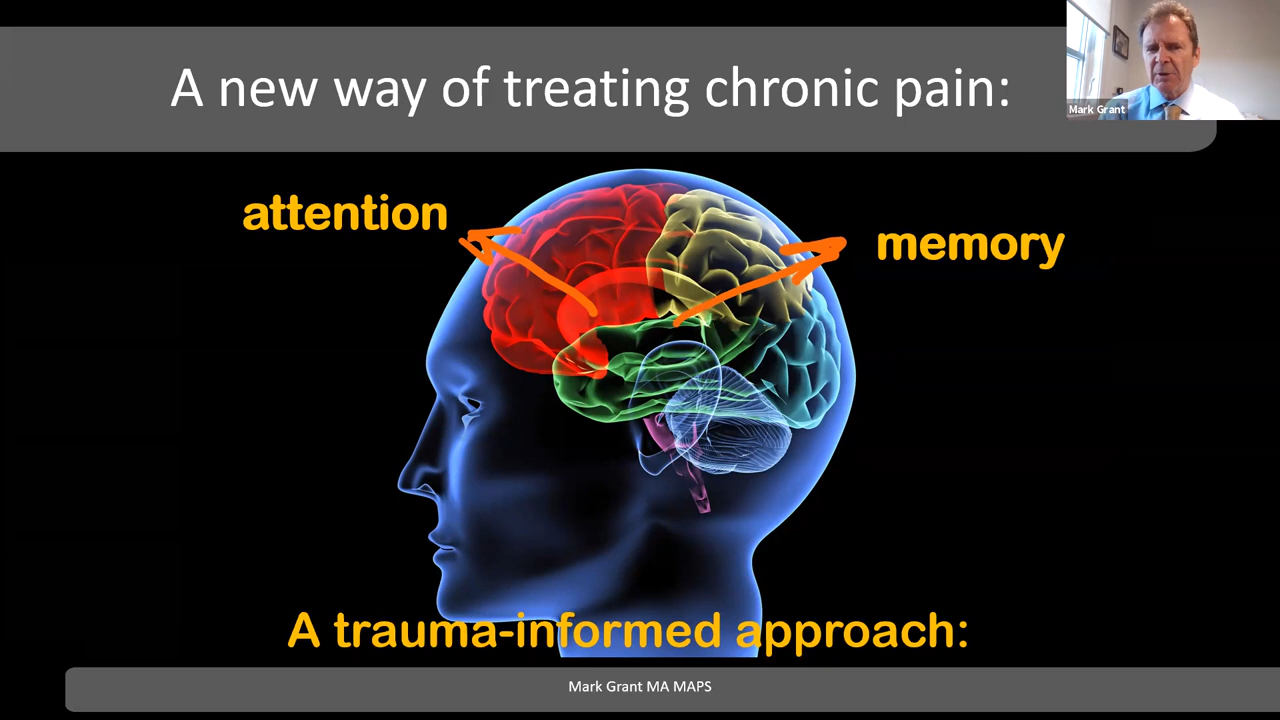 A new way of treating chronic pain:
Mark Grant
attention
memory
A trauma-informed approach:
Mark Grant MA MAPS